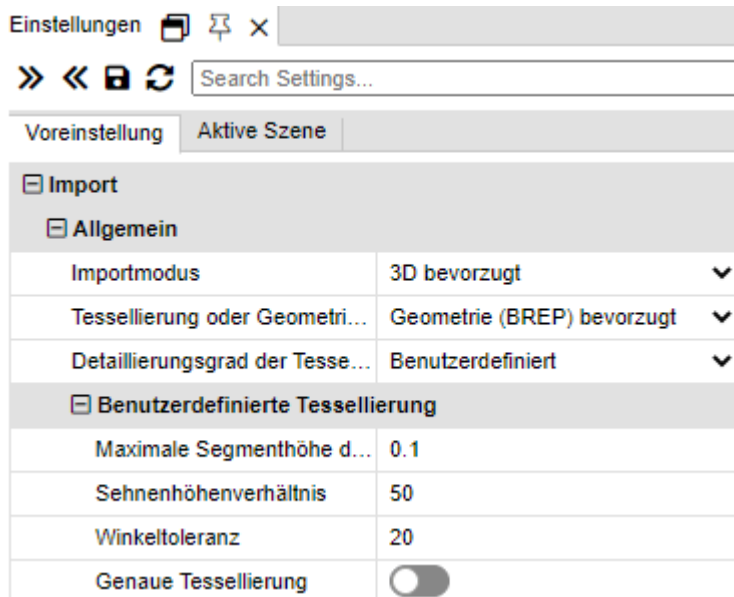 Einstellungen
Search Settings...
Voreinstellung Aktive Szene
Import
Allgemein
Importmodus 3D bevorzugt
Tessellierung oder Geometri... Geometrie (BREP) bevorzugt
Detaillierungsgrad der Tesse... Benutzerdefiniert
Benutzerdefinierte Tessellierung
Maximale Segmenthöhe d... 0.1
Sehnenhöhenverhältnis 50
Winkeltoleranz 20
Genaue Tessellierung